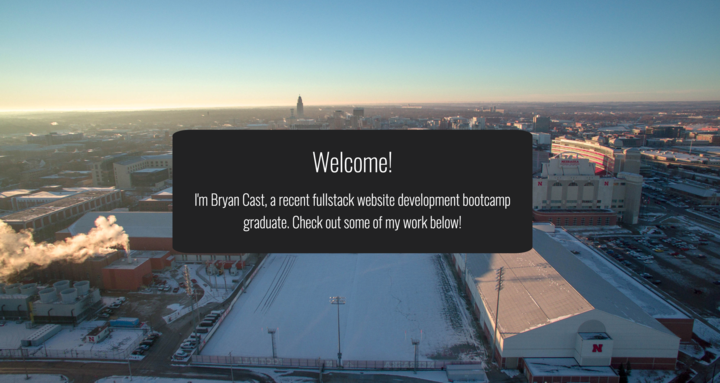 Welcome!
I'm Bryan Cast, a recent fullstack website development bootcamp
graduate. Check out some of my work below!
N
N